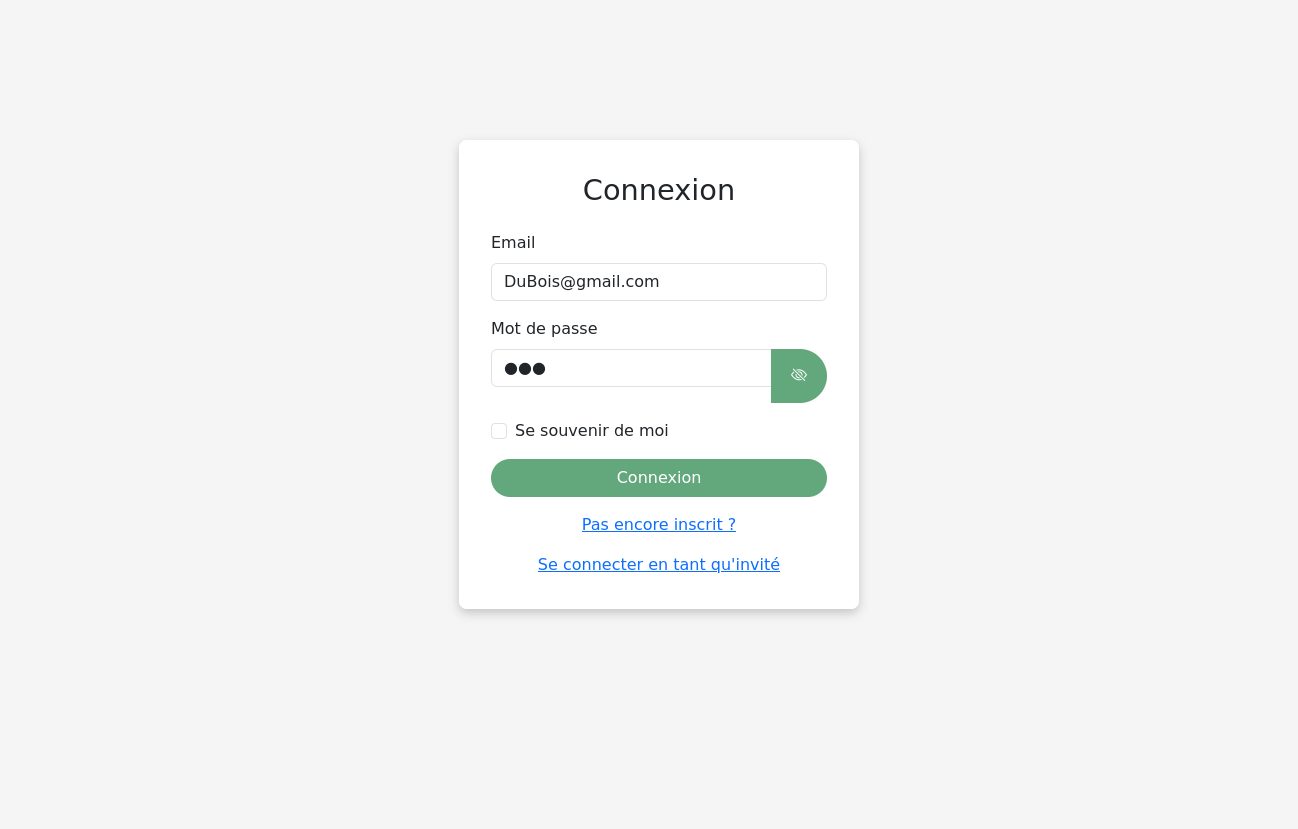 Connexion
Email
DuBois@gmail.com
Mot de passe
●●●
Se souvenir de moi
Connexion
Pas encore inscrit ?
Se connecter en tant qu'invité